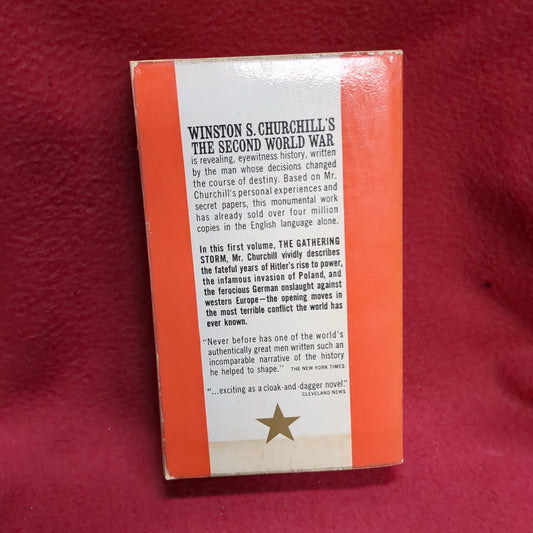 WINSTON S. CHURCHILL'S
THE SECOND WORLD WAR
is revealing, eyewitness history, written
by the man whose decisions changed
the course of destiny. Based on Mr.
Churchill's personal experiences and
secret papers, this monumental work
has already sold over four million
copies in the English language alone.
In this first volume, THE GATHERING
STORM, Mr. Churchill vividly describes
the fateful years of Hitler's rise to power,
the infamous invasion of Poland, and
the ferocious German onslaught against
western Europe—the opening moves in
the most terrible conflict the world has
ever known.
"Never before has one of the world's
authentically great men written such an
incomparable narrative of the history
he helped to shape." THE NEW YORK TIMES
"...exciting as a cloak-and-dagger novel."
CLEVELAND NEWS